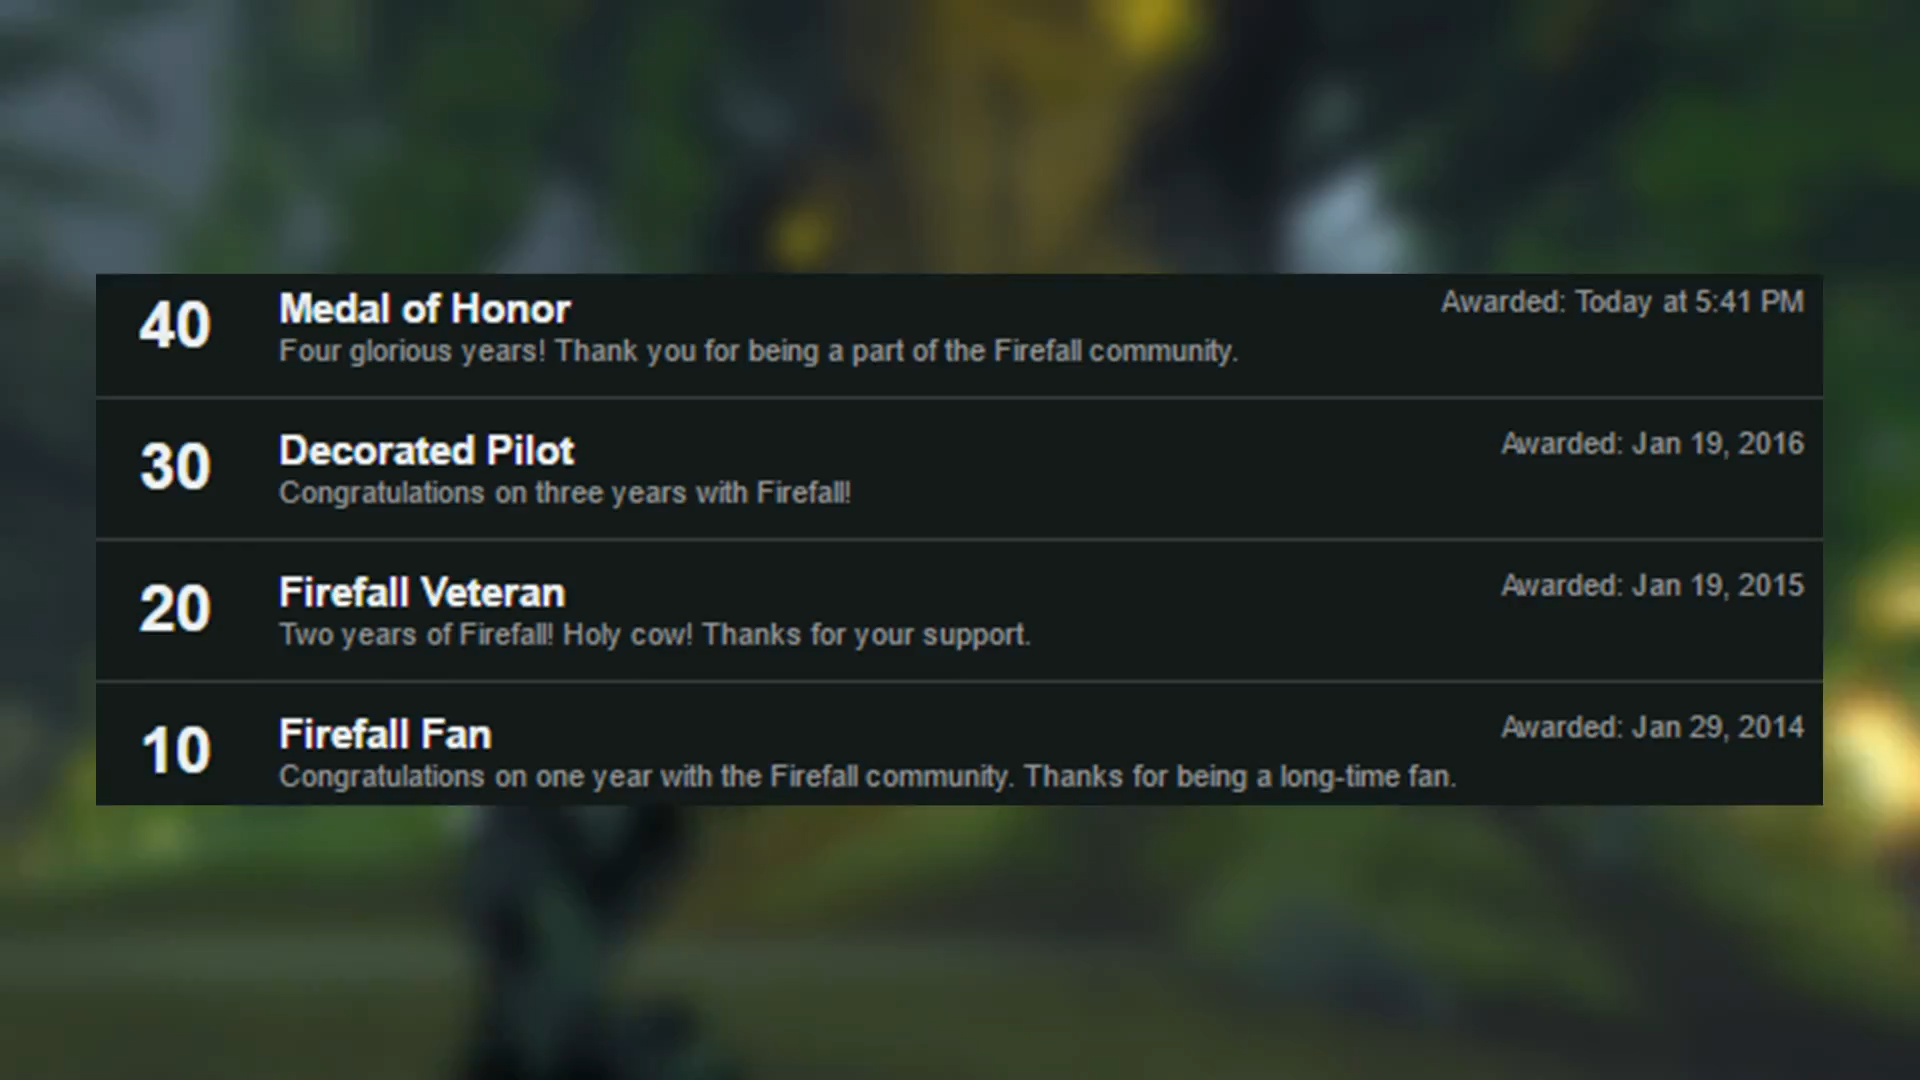 40
Medal of Honor
Awarded: Today at 5:41 PM
Four glorious years! Thank you for being a part of the Firefall community.
30
Decorated Pilot
Awarded: Jan 19, 2016
Congratulations on three years with Firefall!
20
Firefall Veteran
Awarded: Jan 19, 2015
Two years of Firefall! Holy cow! Thanks for your support.
10
Firefall Fan
Awarded: Jan 29, 2014
Congratulations on one year with the Firefall community. Thanks for being a long-time fan.